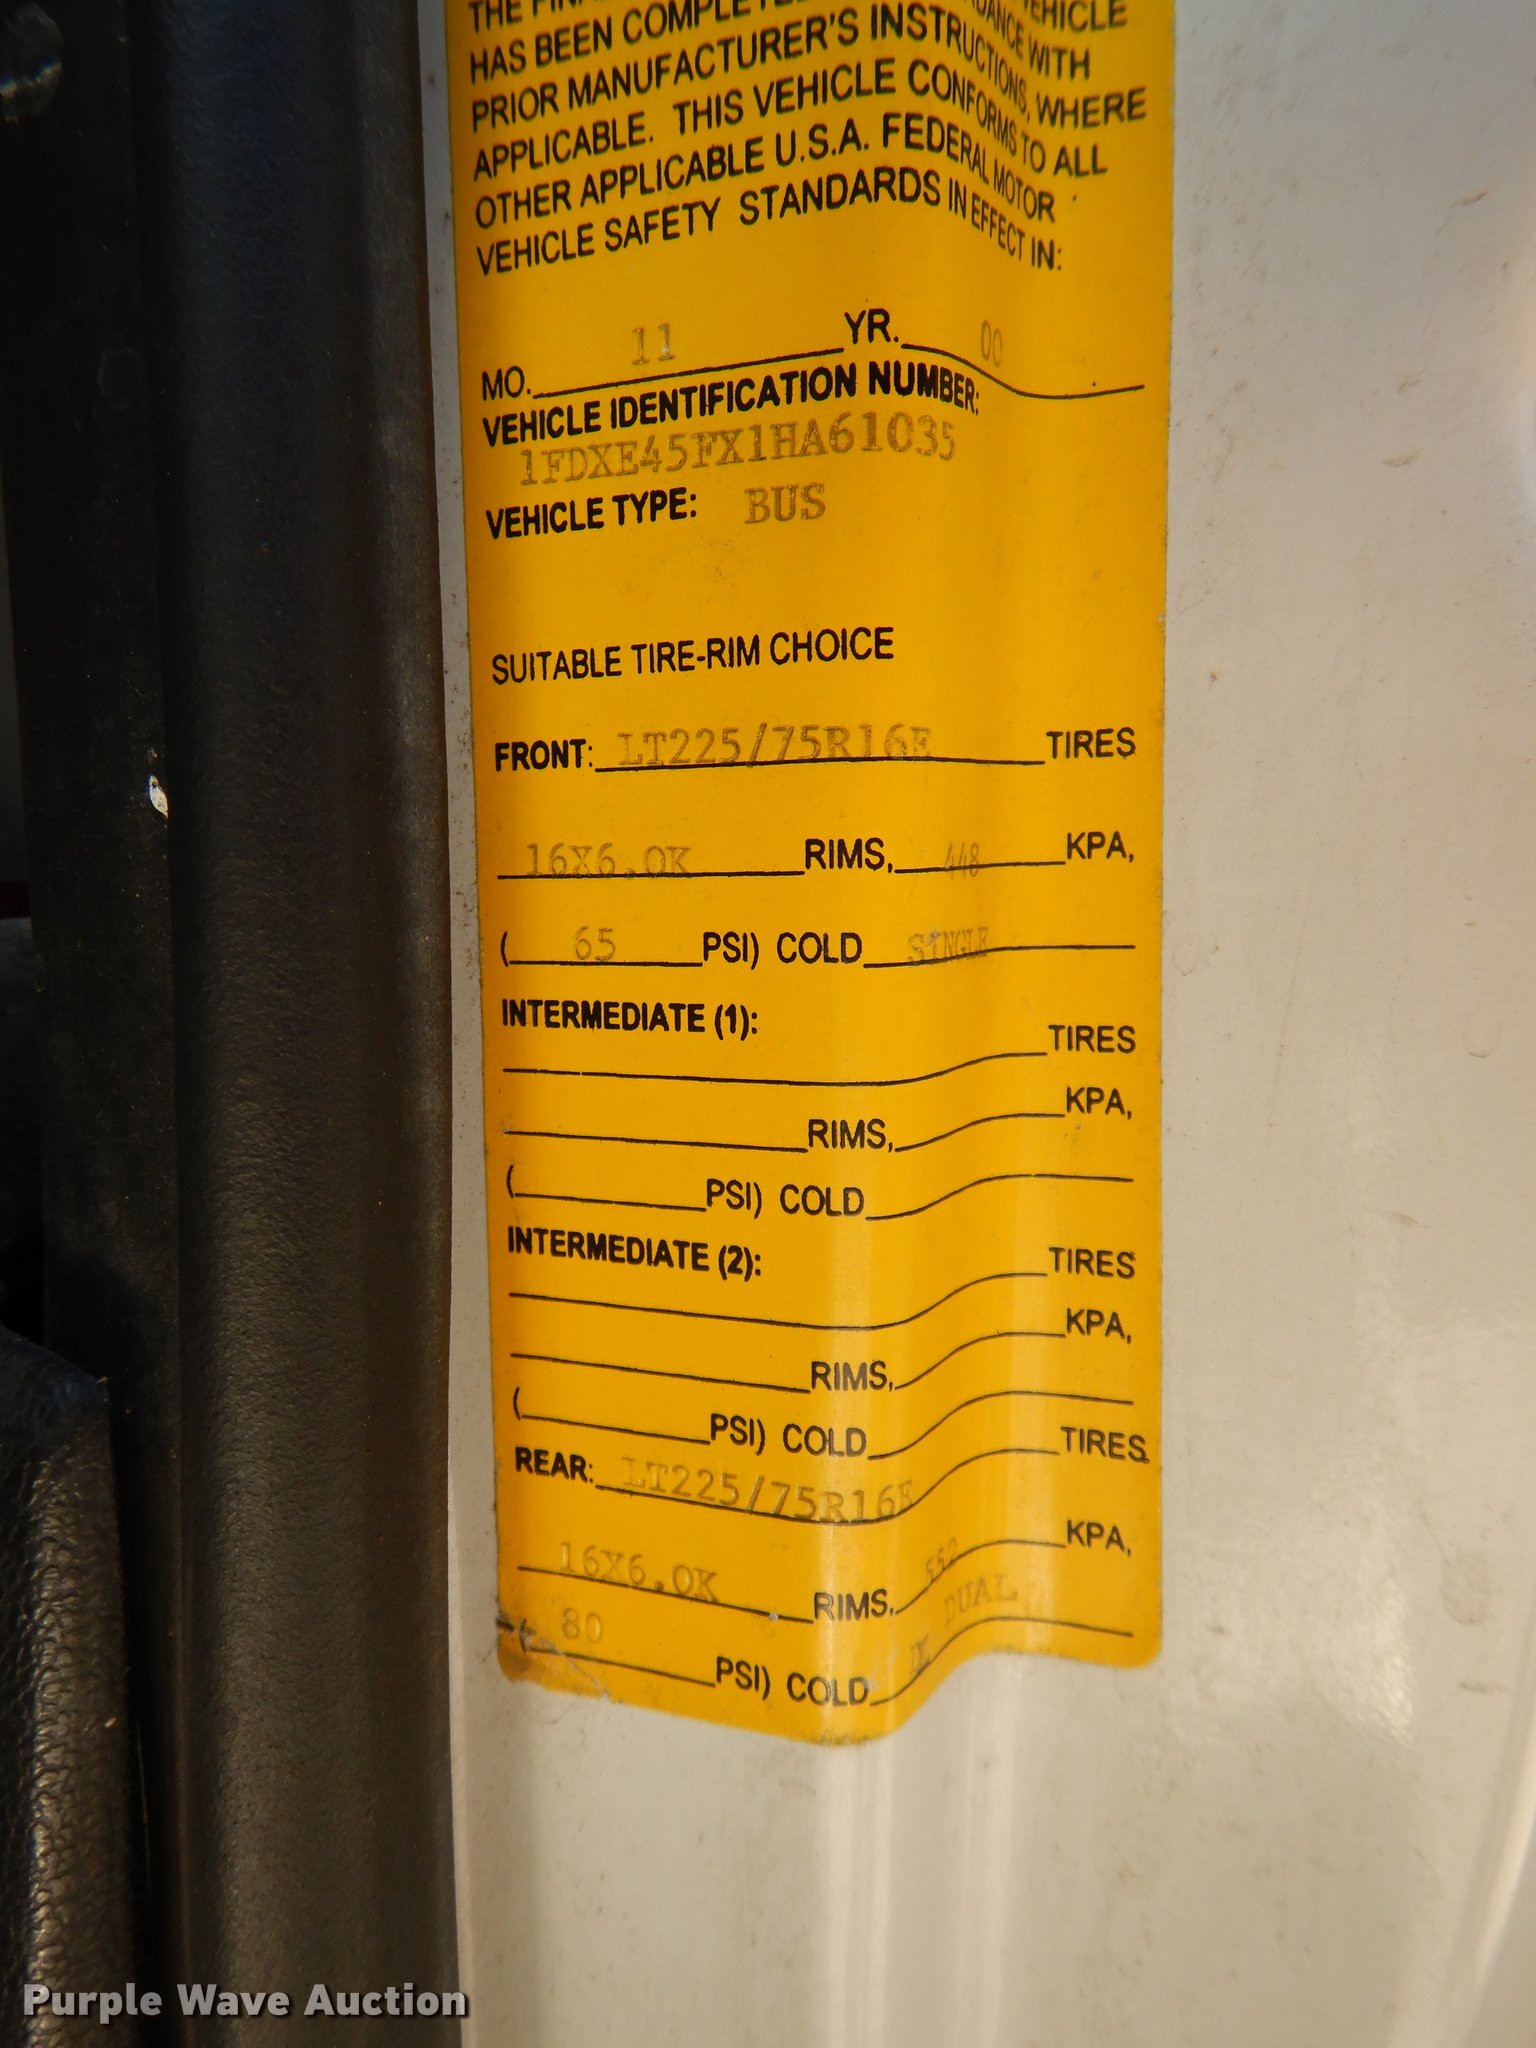 THE FINAL VEHICLE
HAS BEEN COMPLETED WITH
PRIOR MANUFACTURER'S INSTRUCTIONS, WHERE
APPLICABLE. THIS VEHICLE CONFORMS TO ALL
OTHER APPLICABLE U.S.A. FEDERAL MOTOR
VEHICLE SAFETY STANDARDS IN EFFECT IN:
MO. 11 YR. 00
VEHICLE IDENTIFICATION NUMBER:
1FDXE45FX1HA61035
VEHICLE TYPE: BUS
SUITABLE TIRE-RIM CHOICE
FRONT: LT225/75R16E TIRES
16X6.0K RIMS, 448 KPA,
( 65 PSI) COLD SINGLE
INTERMEDIATE (1):
TIRES
RIMS, KPA,
( PSI) COLD
INTERMEDIATE (2):
TIRES
RIMS, KPA,
( PSI) COLD
REAR: LT225/75R16E TIRES
16X6.0K RIMS, 552 KPA,
( 80 PSI) COLD DUAL
Purple Wave Auction